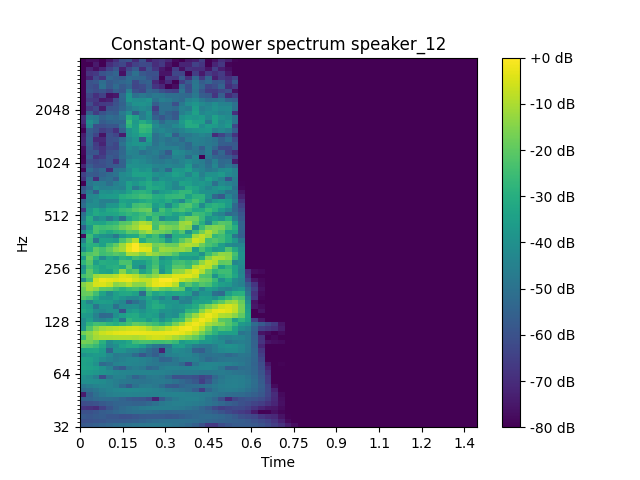 Constant-Q power spectrum speaker_12
+0 dB
-10 dB
-20 dB
-30 dB
-40 dB
-50 dB
-60 dB
-70 dB
-80 dB
Hz
2048
1024
512
256
128
64
32
0 0.15 0.3 0.45 0.6 0.75 0.9 1.1 1.2 1.4
Time